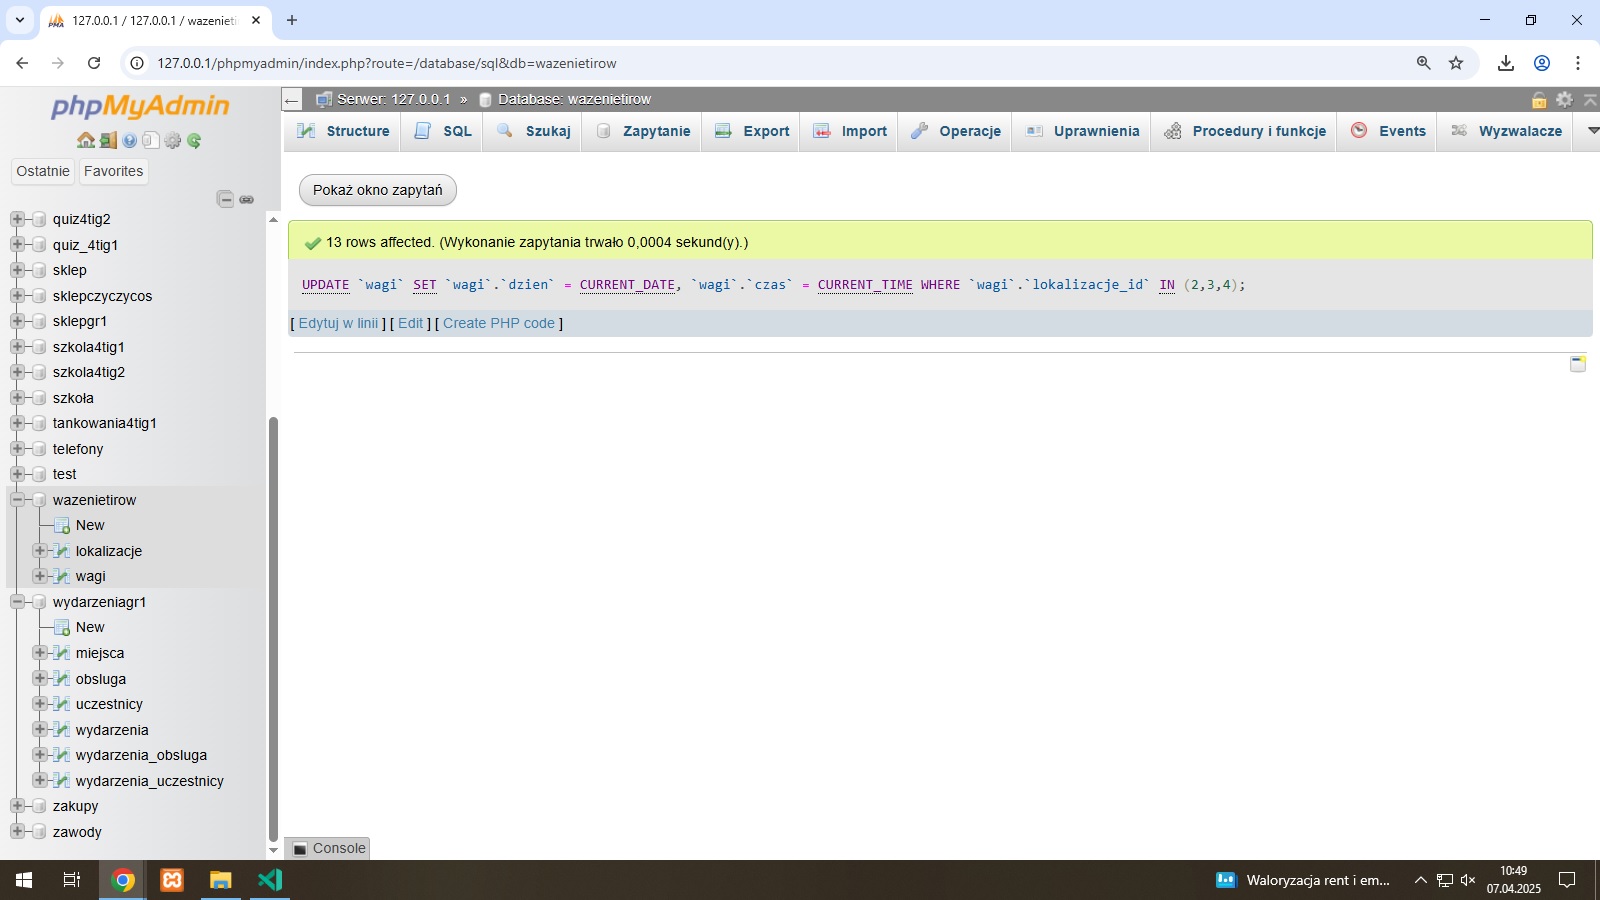 127.0.0.1 / 127.0.0.1 / wazenieti
127.0.0.1/phpmyadmin/index.php?route=/database/sql&db=wazenietirow
phpMyAdmin
Ostatnie Favorites
quiz4tig2
quiz_4tig1
sklep
sklepczyczycos
sklepgr1
szkola4tig1
szkola4tig2
szkoła
tankowania4tig1
telefony
test
wazenietirow
New
lokalizacje
wagi
wydarzeniagr1
New
miejsca
obsluga
uczestnicy
wydarzenia
wydarzenia_obsluga
wydarzenia_uczestnicy
zakupy
zawody
Serwer: 127.0.0.1 » Database: wazenietirow
Structure SQL Szukaj Zapytanie Export Import Operacje Uprawnienia Procedury i funkcje Events Wyzwalacze
Pokaż okno zapytań
13 rows affected. (Wykonanie zapytania trwało 0,0004 sekund(y).)
UPDATE `wagi` SET `wagi`.`dzien` = CURRENT_DATE, `wagi`.`czas` = CURRENT_TIME WHERE `wagi`.`lokalizacje_id` IN (2,3,4);
[ Edytuj w linii ] [ Edit ] [ Create PHP code ]
Console
Waloryzacja rent i em...
10:49
07.04.2025